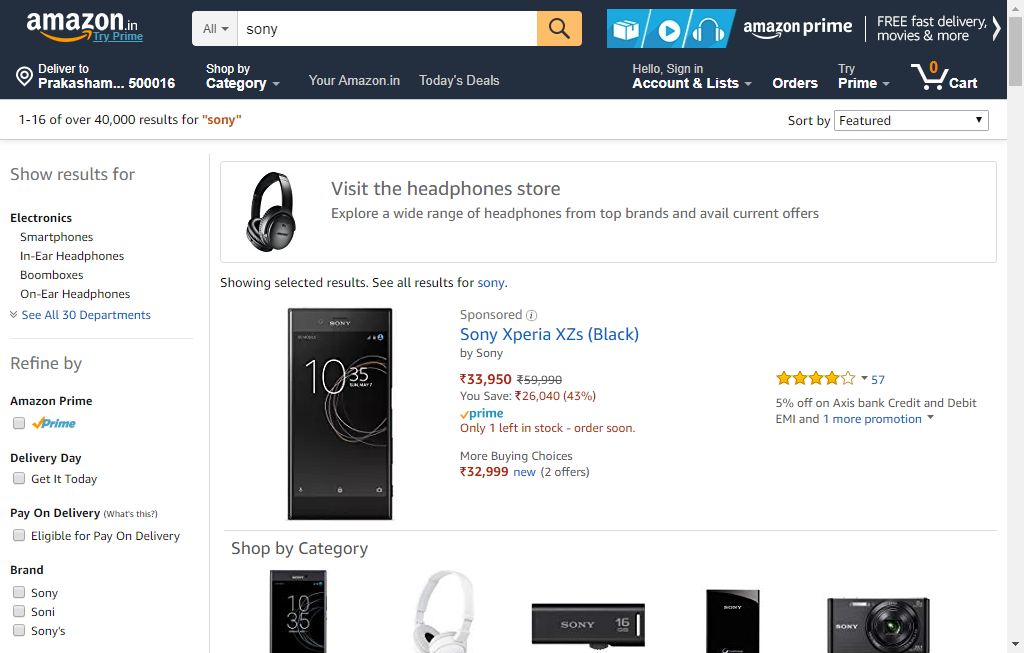 amazon.in
Try Prime
All
sony
amazon prime
FREE fast delivery, movies & more
Deliver to
Prakasham... 500016
Shop by
Category
Your Amazon.in
Today's Deals
Hello, Sign in
Account & Lists
Orders
Try
Prime
0
Cart
1-16 of over 40,000 results for "sony"
Sort by Featured
Show results for
Electronics
Smartphones
In-Ear Headphones
Boomboxes
On-Ear Headphones
See All 30 Departments
Refine by
Amazon Prime
Prime
Delivery Day
Get It Today
Pay On Delivery (What's this?)
Eligible for Pay On Delivery
Brand
Sony
Soni
Sony's
Visit the headphones store
Explore a wide range of headphones from top brands and avail current offers
Showing selected results. See all results for sony.
SONY
10 35
SUN, MAY 7
Sponsored
Sony Xperia XZs (Black)
by Sony
₹33,950 ₹59,990
You Save: ₹26,040 (43%)
prime
Only 1 left in stock - order soon.
More Buying Choices
₹32,999 new (2 offers)
57
5% off on Axis bank Credit and Debit
EMI and 1 more promotion
Shop by Category
SONY
10
35
SONY 16
GB
SONY
SONY